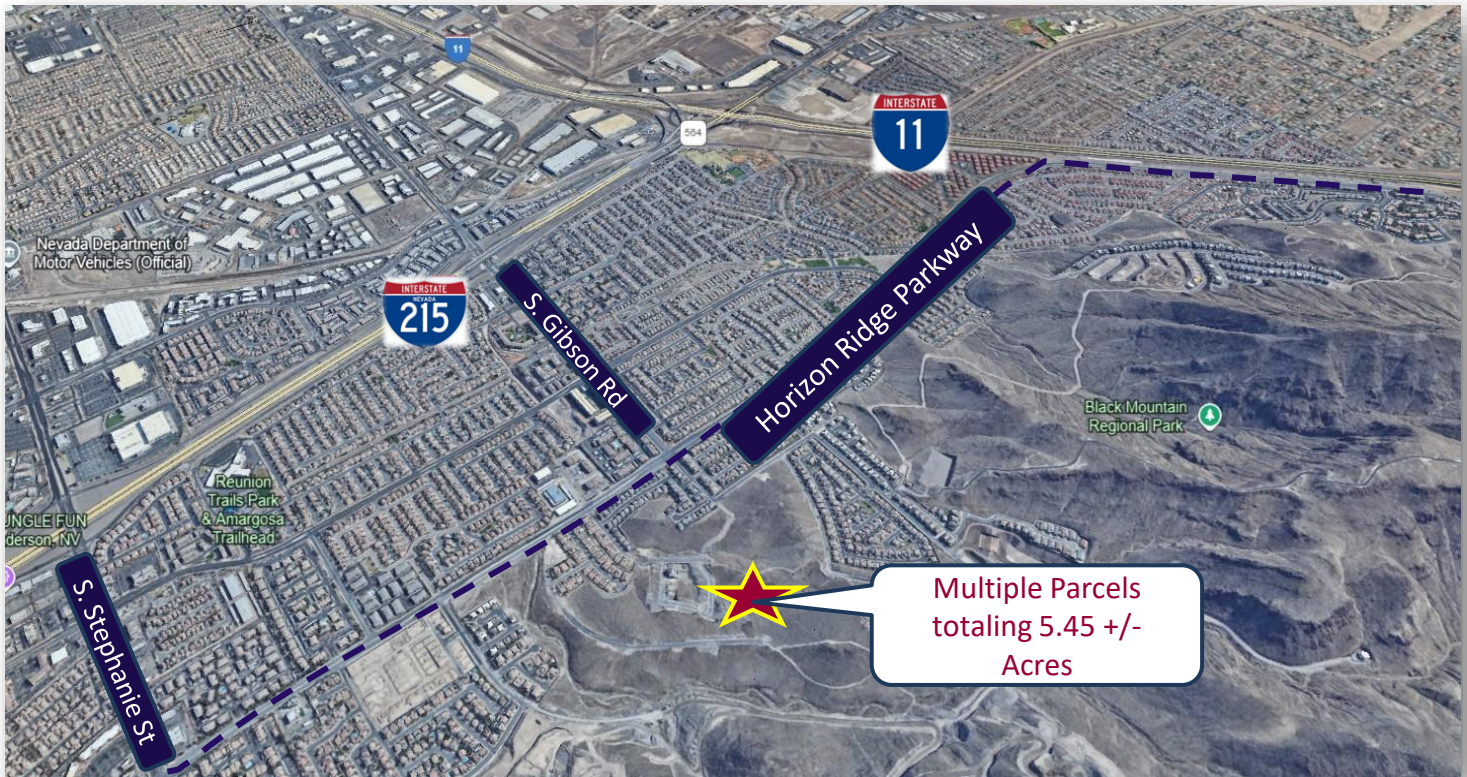 11
564
INTERSTATE
11
Nevada Department of
Motor Vehicles (Official)
INTERSTATE
NEVADA
215
S. Gibson Rd
Horizon Ridge Parkway
Black Mountain
Regional Park
Reunion
Trails Park
& Amargosa
Trailhead
UNGLE FUN
derson, NV
S. Stephanie St
Multiple Parcels
totaling 5.45 +/-
Acres